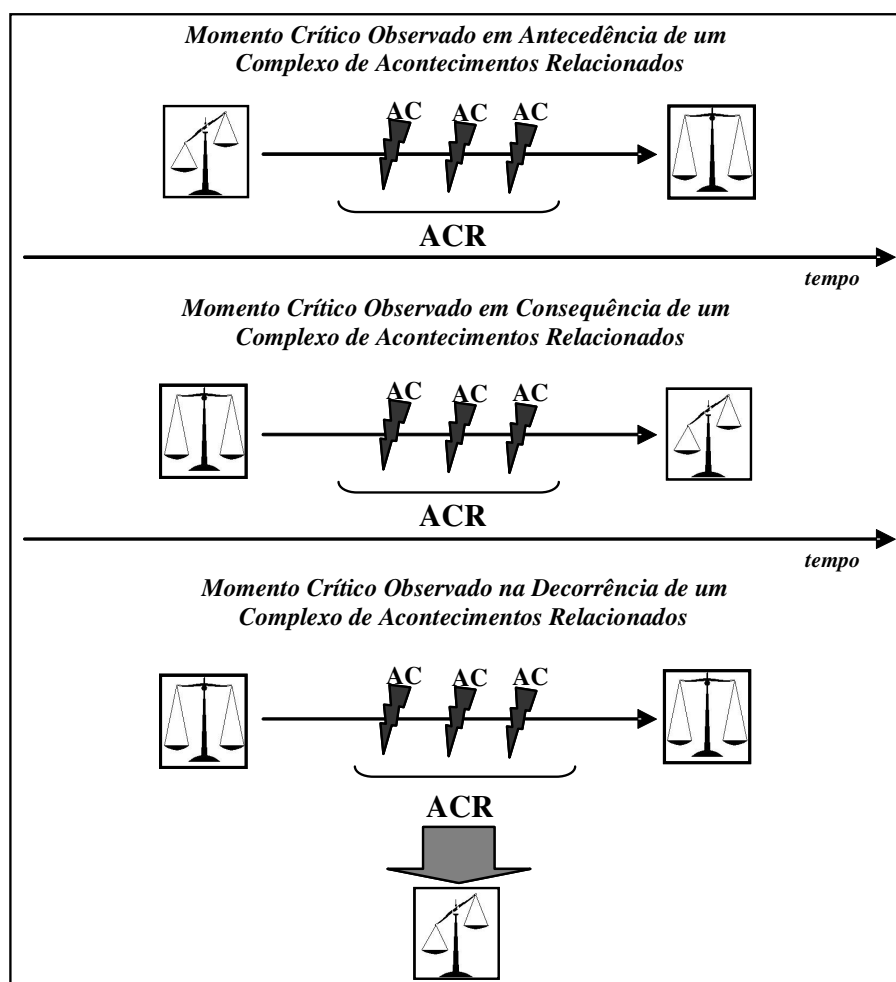 Momento Crítico Observado em Antecedência de um
Complexo de Acontecimentos Relacionados
AC AC AC
ACR
tempo
Momento Crítico Observado em Consequência de um
Complexo de Acontecimentos Relacionados
AC AC AC
ACR
tempo
Momento Crítico Observado na Decorrência de um
Complexo de Acontecimentos Relacionados
AC AC AC
ACR